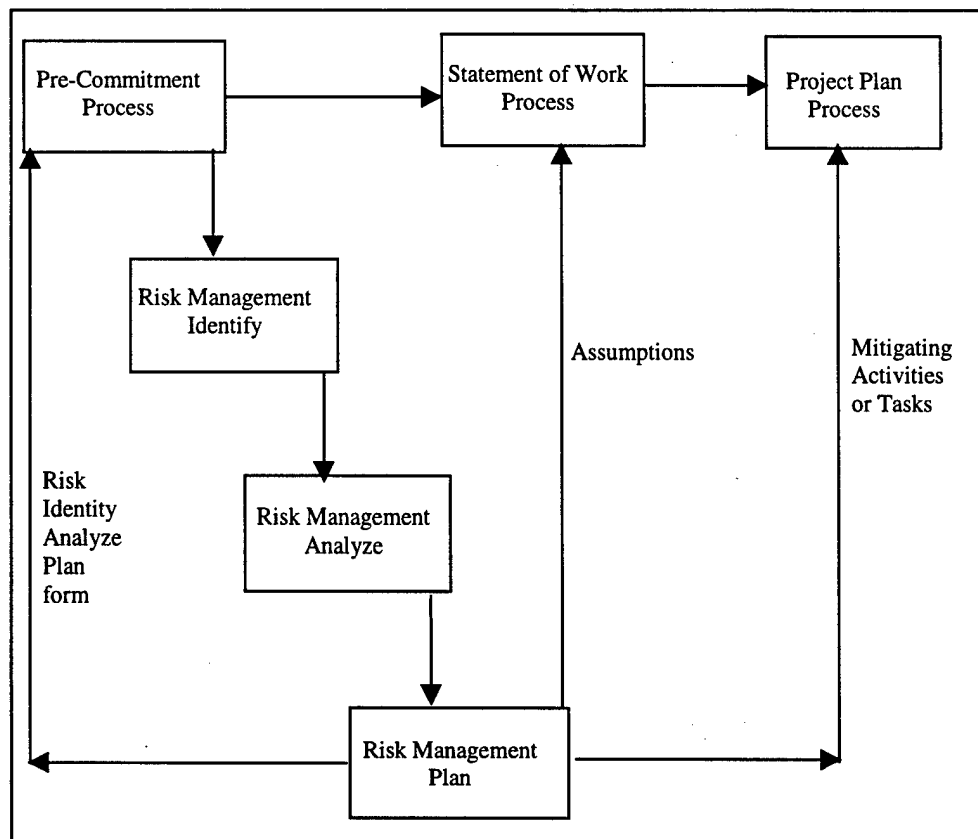 Pre-Commitment
Process
Statement of Work
Process
Project Plan
Process
Risk Management
Identify
Assumptions
Mitigating
Activities
or Tasks
Risk
Identity
Analyze
Plan
form
Risk Management
Analyze
Risk Management
Plan